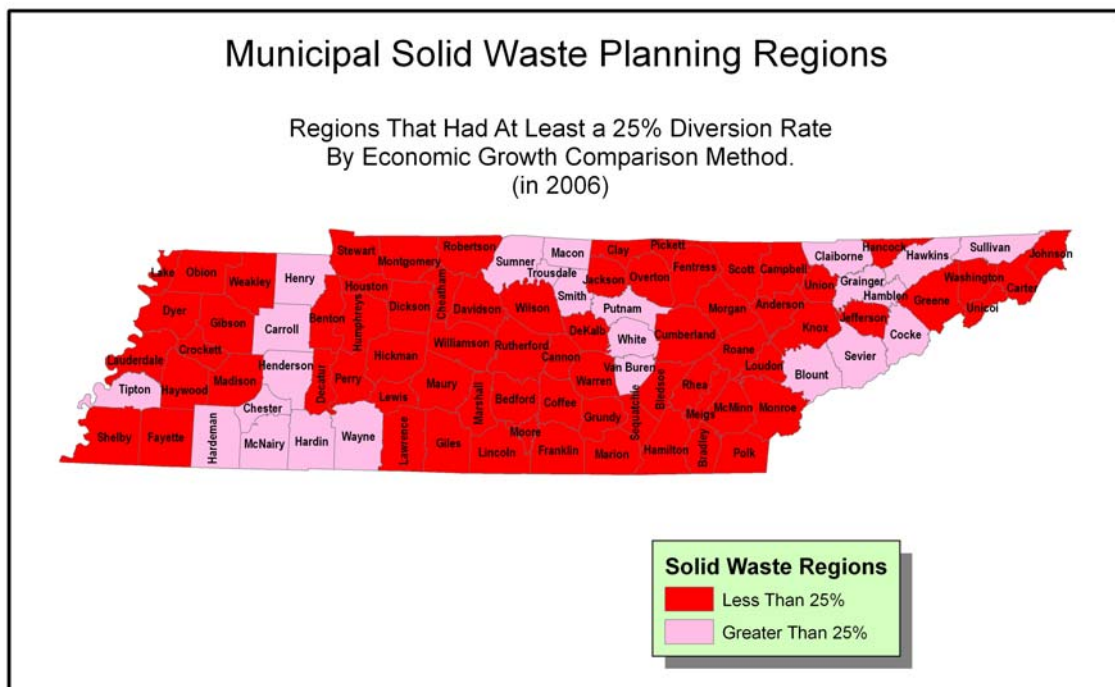 Municipal Solid Waste Planning Regions
Regions That Had At Least a 25% Diversion Rate
By Economic Growth Comparison Method.
(in 2006)
Lake
Obion
Weakley
Henry
Stewart
Montgomery
Robertson
Sumner
Macon
Trousdale
Smith
Clay
Pickett
Jackson
Overton
Fentress
Scott
Campbell
Claiborne
Hancock
Hawkins
Sullivan
Johnson
Union
Grainger
Hamblen
Greene
Washington
Carter
Unicoi
Dyer
Gibson
Carroll
Benton
Houston
Humphreys
Dickson
Cheatham
Davidson
Wilson
Putnam
DeKalb
White
Cumberland
Morgan
Anderson
Knox
Jefferson
Cocke
Sevier
Blount
Loudon
Roane
Lauderdale
Crockett
Tipton
Haywood
Madison
Henderson
Chester
Decatur
Perry
Hickman
Lewis
Williamson
Maury
Rutherford
Cannon
Warren
Van Buren
Bledsoe
Sequatchie
Rhea
Meigs
McMinn
Monroe
Shelby
Fayette
Hardeman
McNairy
Hardin
Wayne
Lawrence
Giles
Marshall
Bedford
Coffee
Moore
Lincoln
Franklin
Grundy
Marion
Hamilton
Bradley
Polk
Solid Waste Regions
Less Than 25%
Greater Than 25%